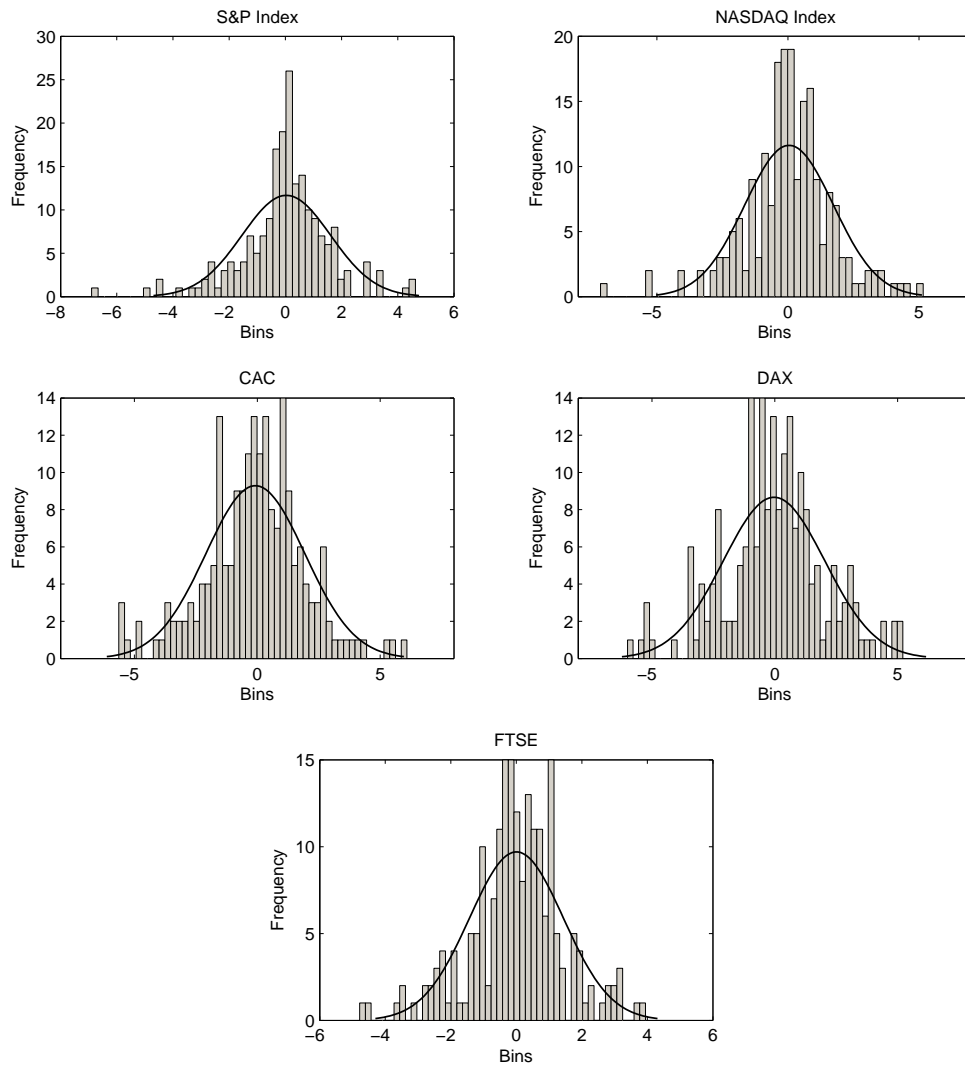 S&P Index
30
25
20
15
10
5
0
−8 −6 −4 −2 0 2 4 6
Bins
Frequency
NASDAQ Index
20
15
10
5
0
−5 0 5
Bins
Frequency
CAC
14
12
10
8
6
4
2
0
−5 0 5
Bins
Frequency
DAX
14
12
10
8
6
4
2
0
−5 0 5
Bins
Frequency
FTSE
15
10
5
0
−6 −4 −2 0 2 4 6
Bins
Frequency